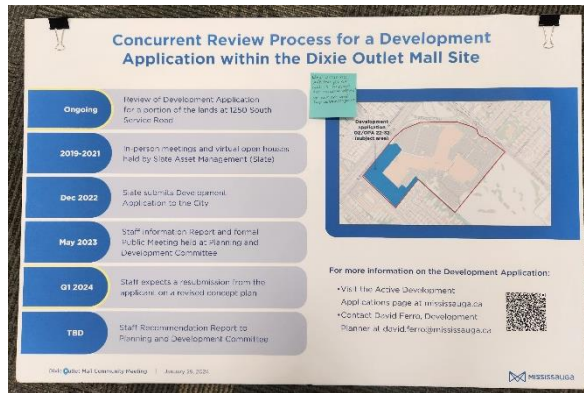 Concurrent Review Process for a Development
Application within the Dixie Outlet Mall Site
Ongoing
Review of Development Application
for a portion of the lands at 1250 South
Service Road
2019-2021
In-person meetings and virtual open houses
held by Slate Asset Management (Slate)
Dec 2022
Slate submits Development
Application to the City
May 2023
Staff Information Report and formal
Public Meeting held at Planning and
Development Committee
Q1 2024
Staff expects a resubmission from the
applicant on a revised concept plan
TBD
Staff Recommendation Report to
Planning and Development Committee
Development
application
OZ/OPA 22-32
(subject area)
For more information on the Development Application:
•Visit the Active Development
Applications page at mississauga.ca
•Contact David Ferro, Development
Planner at david.ferro@mississauga.ca
Dixie Outlet Mall Community Meeting | January
MISSISSAUGA